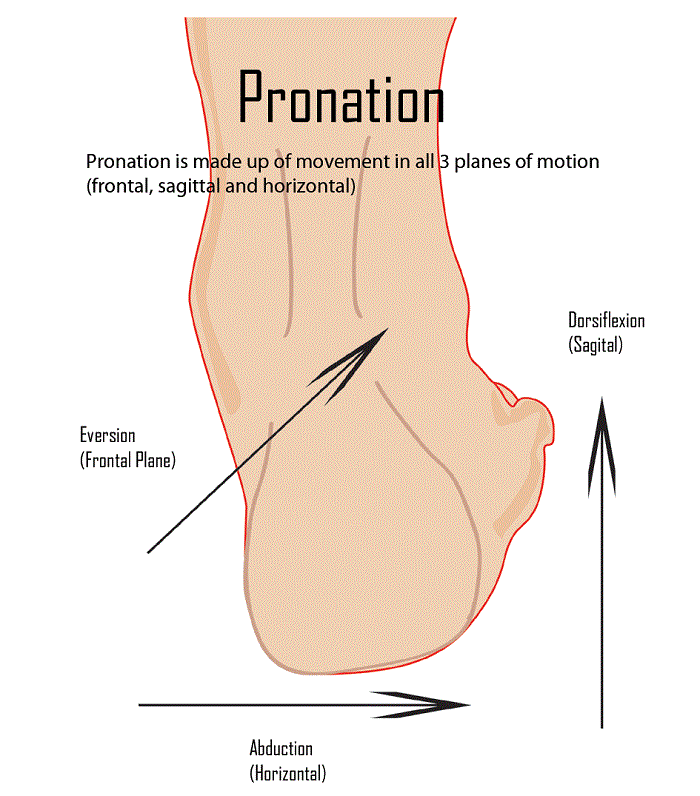 Pronation
Pronation is made up of movement in all 3 planes of motion
(frontal, sagittal and horizontal)
Dorsiflexion
(Sagital)
Eversion
(Frontal Plane)
Abduction
(Horizontal)